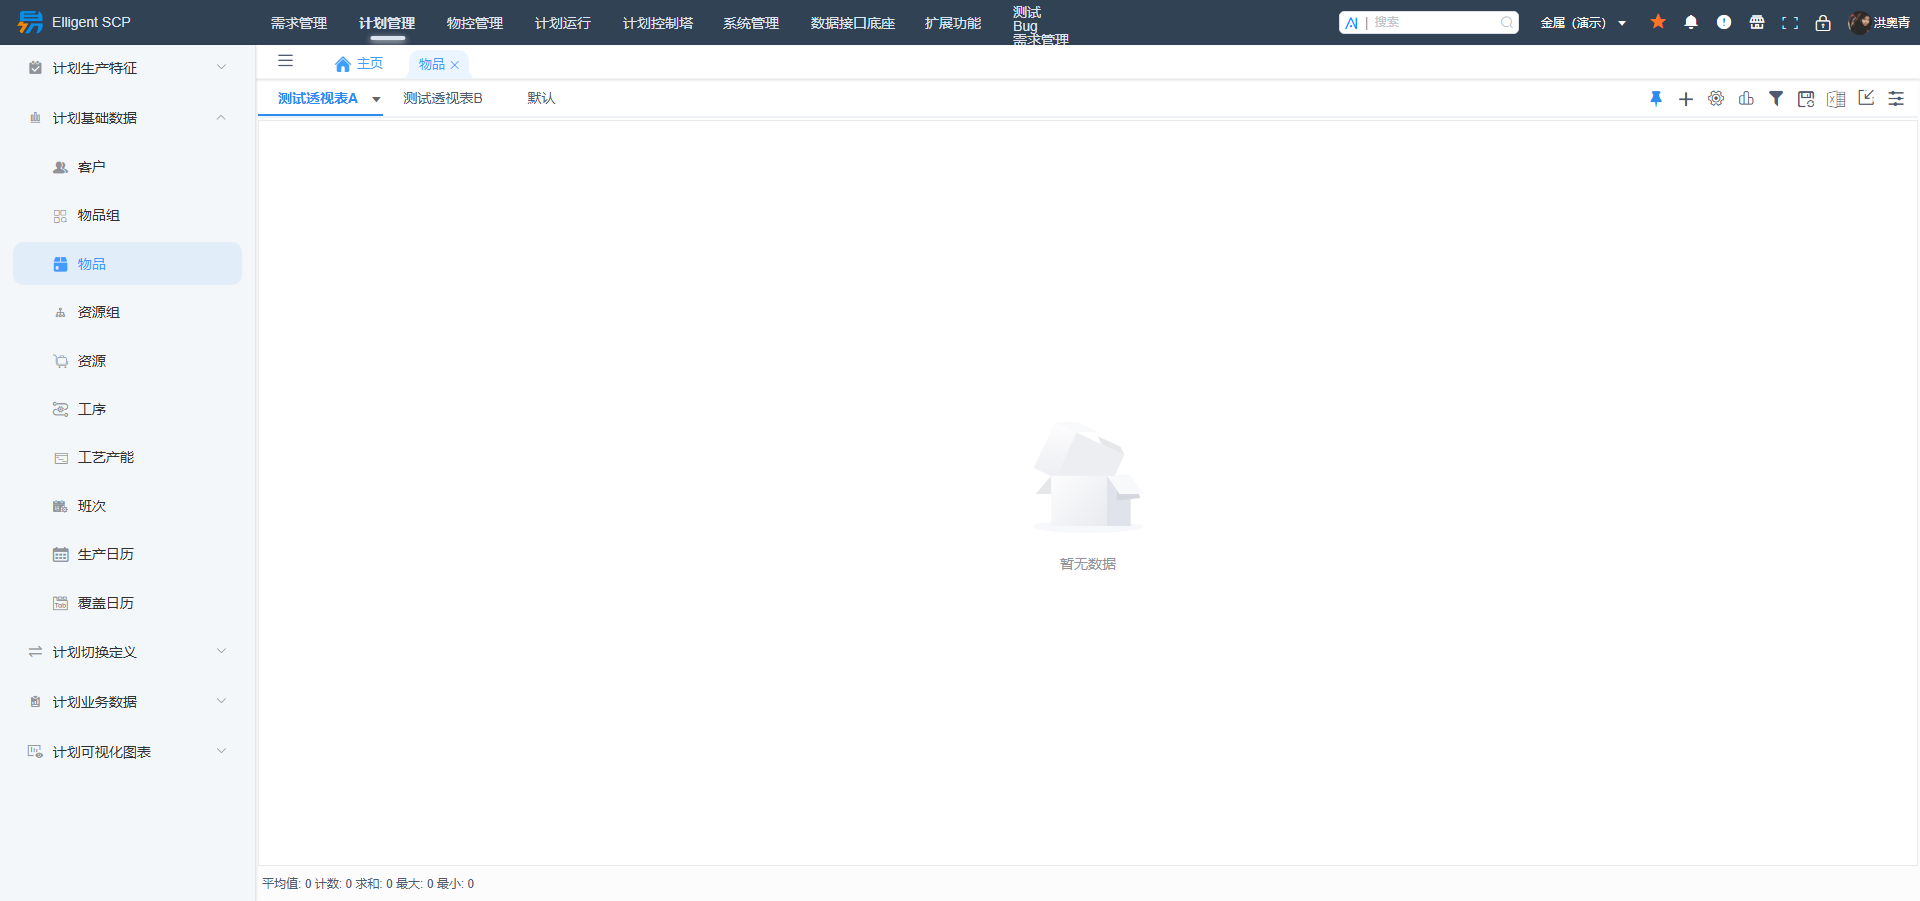 Elligent SCP
需求管理
计划管理
物控管理
计划运行
计划控制塔
系统管理
数据接口底座
扩展功能
测试
Bug
需求管理
AI | 搜索
金属（演示）
洪奥青
计划生产特征
计划基础数据
客户
物品组
物品
资源组
资源
工序
工艺产能
班次
生产日历
Tab
覆盖日历
计划切换定义
计划业务数据
计划可视化图表
主页
物品
测试透视表A
测试透视表B
默认
暂无数据
平均值: 0 计数: 0 求和: 0 最大: 0 最小: 0